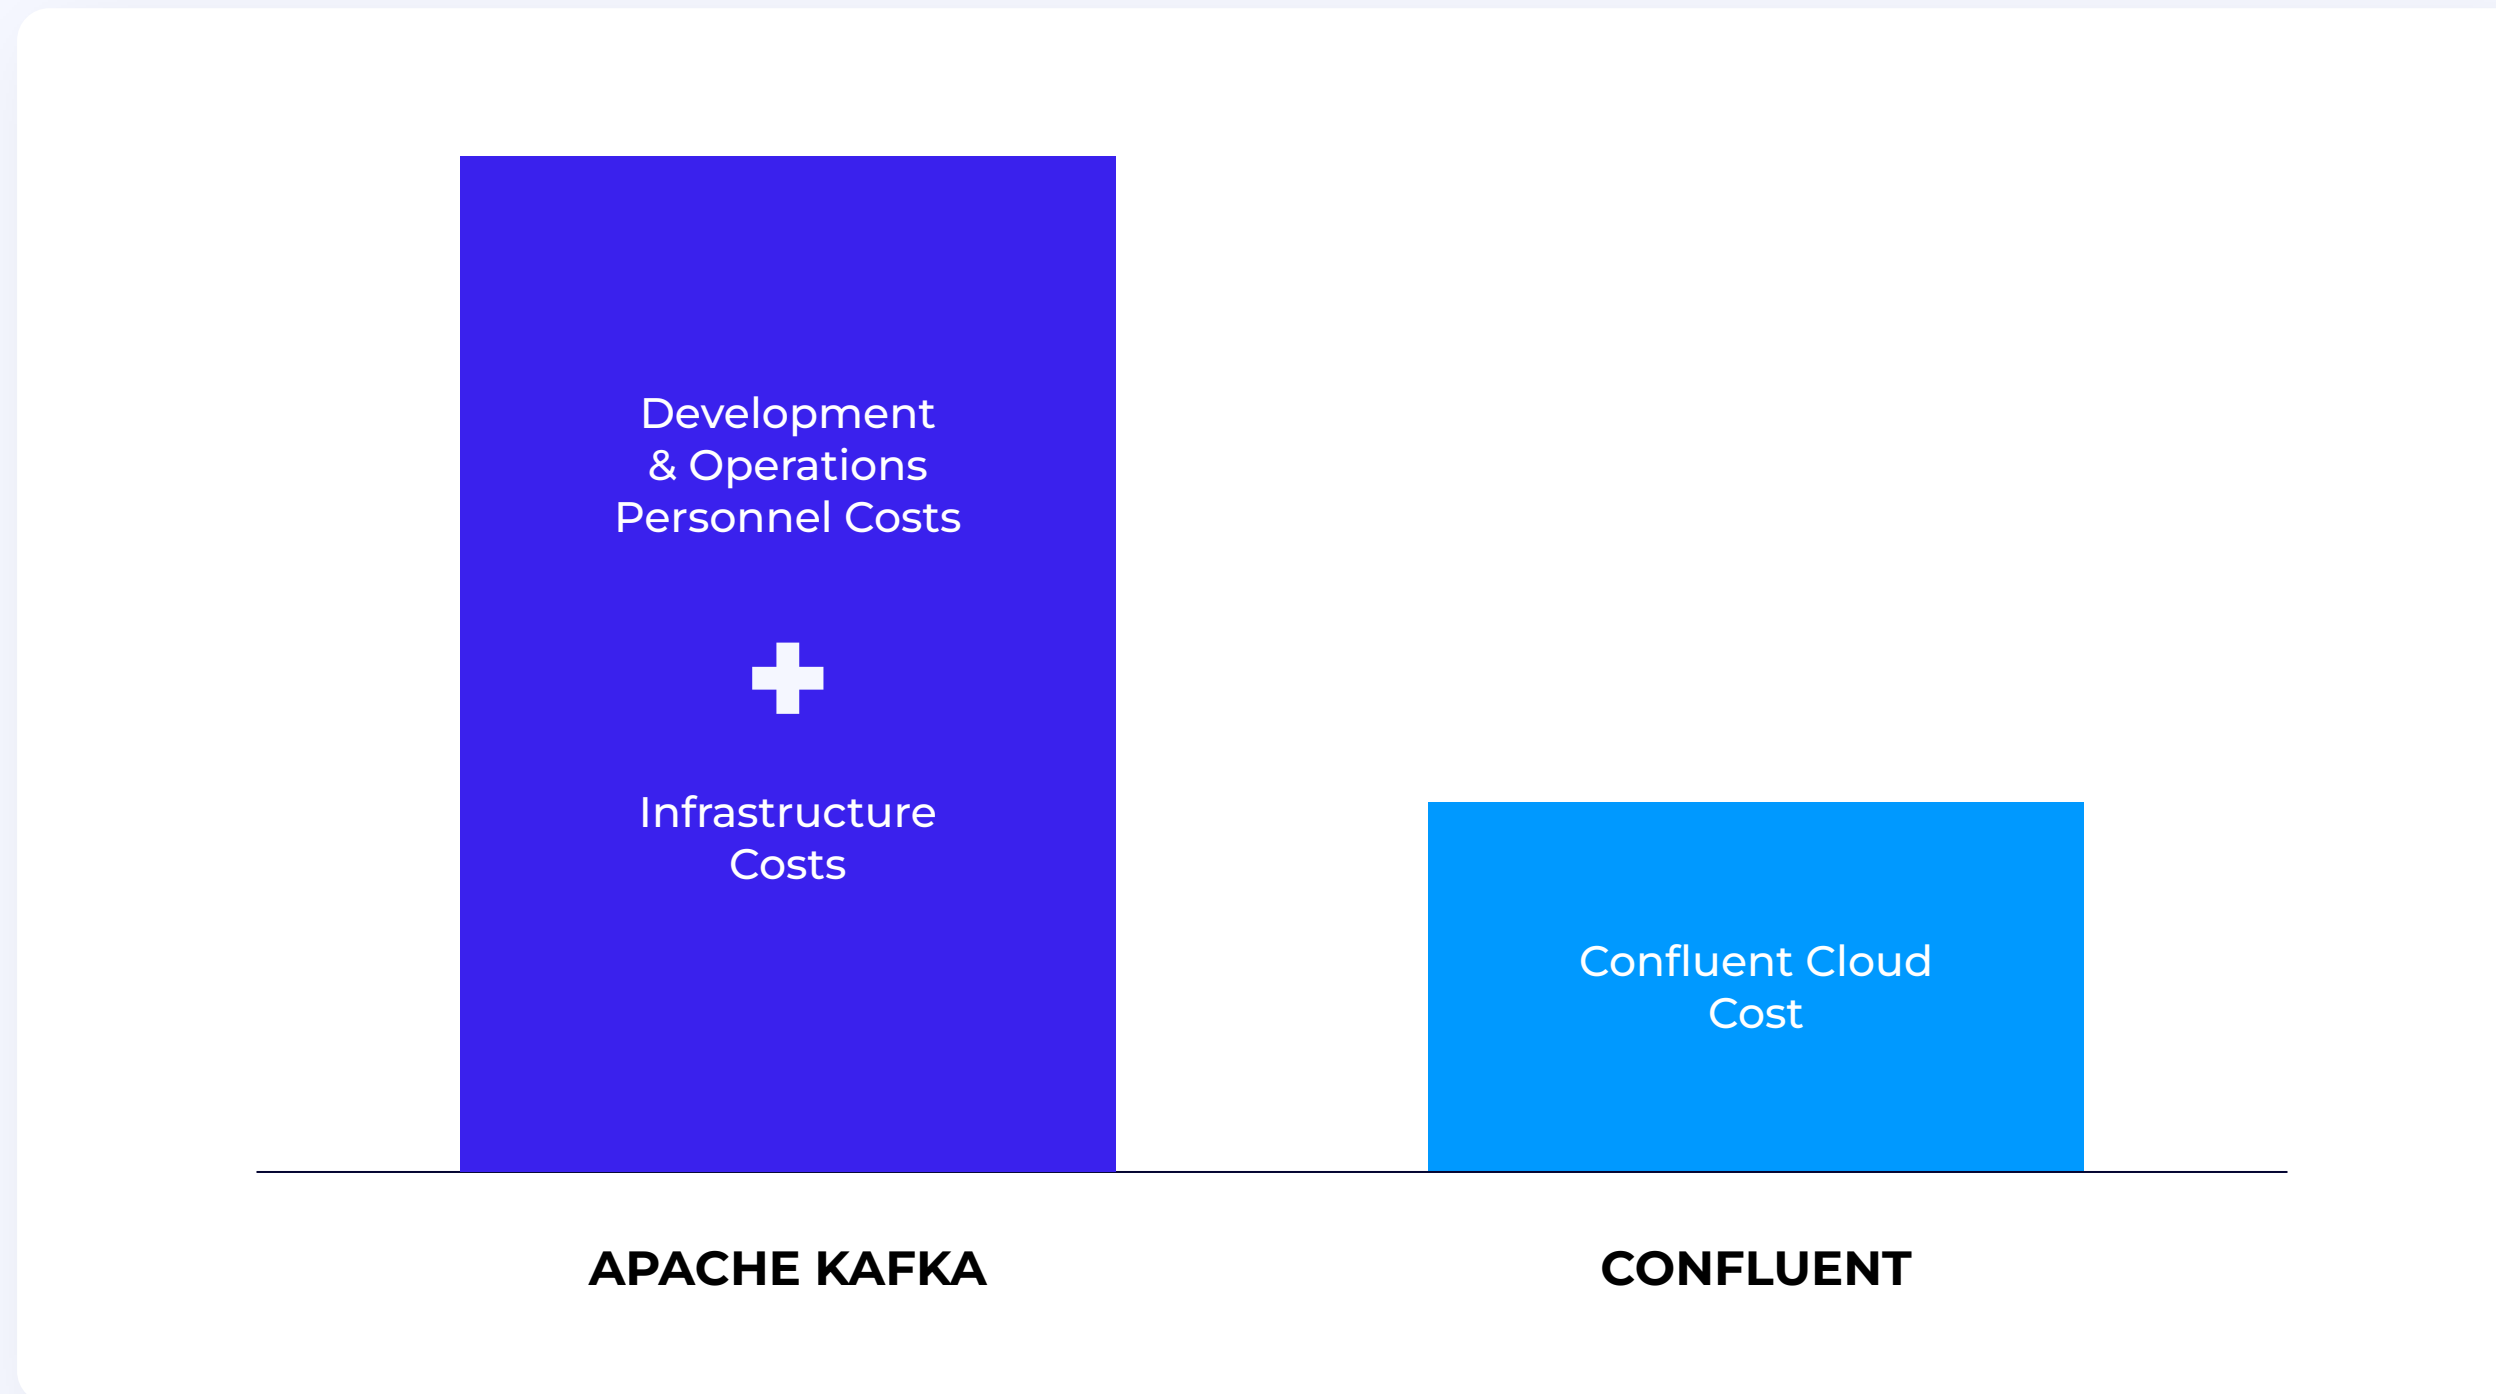 Development
& Operations
Personnel Costs
Infrastructure
Costs
Confluent Cloud
Cost
APACHE KAFKA
CONFLUENT